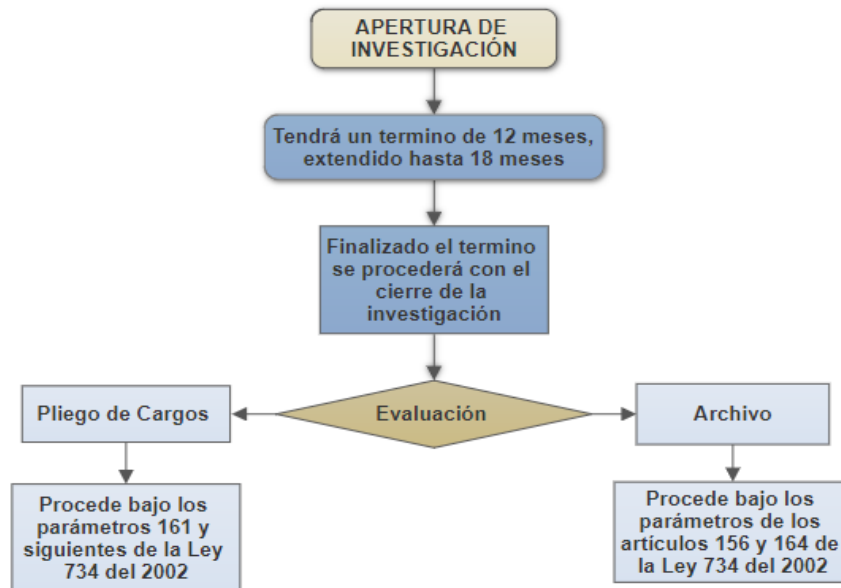 APERTURA DE
INVESTIGACIÓN
Tendrá un termino de 12 meses,
extendido hasta 18 meses
Finalizado el termino
se procederá con el
cierre de la
investigación
Pliego de Cargos
Evaluación
Archivo
Procede bajo los
parámetros 161 y
siguientes de la Ley
734 del 2002
Procede bajo los
parámetros de los
artículos 156 y 164 de
la Ley 734 del 2002